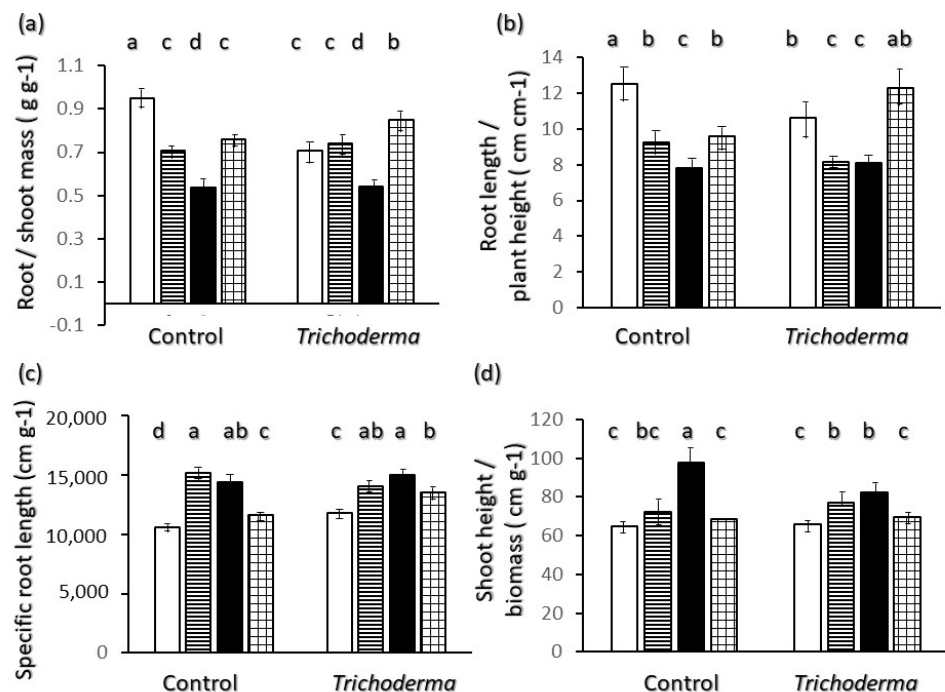 (a)
a c d c c c d b
1.1
0.9
0.7
0.5
0.3
0.1
-0.1
Root / shoot mass ( g g-1)
Control Trichoderma
(b)
a b c b b c c ab
14
12
10
8
6
4
2
0
Root length /
plant height ( cm cm-1)
Control Trichoderma
(c)
d a ab c c ab a b
20,000
15,000
10,000
5,000
0
Specific root length (cm g-1)
Control Trichoderma
(d)
c bc a c c b b c
120
100
80
60
40
20
0
Shoot height /
biomass ( cm g-1)
Control Trichoderma